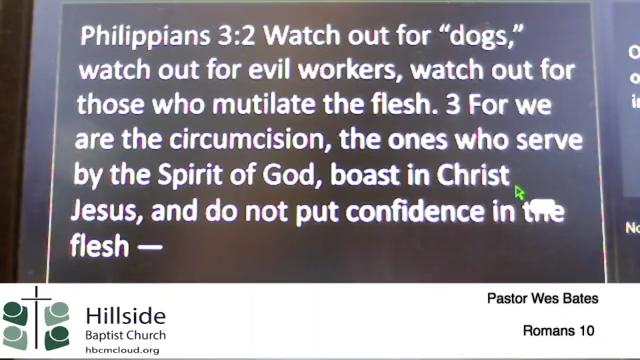 Philippians 3:2 Watch out for “dogs,”
watch out for evil workers, watch out for
those who mutilate the flesh. 3 For we
are the circumcision, the ones who serve
by the Spirit of God, boast in Christ
Jesus, and do not put confidence in the
flesh —
Hillside
Baptist Church
hbcmcloud.org
Pastor Wes Bates
Romans 10